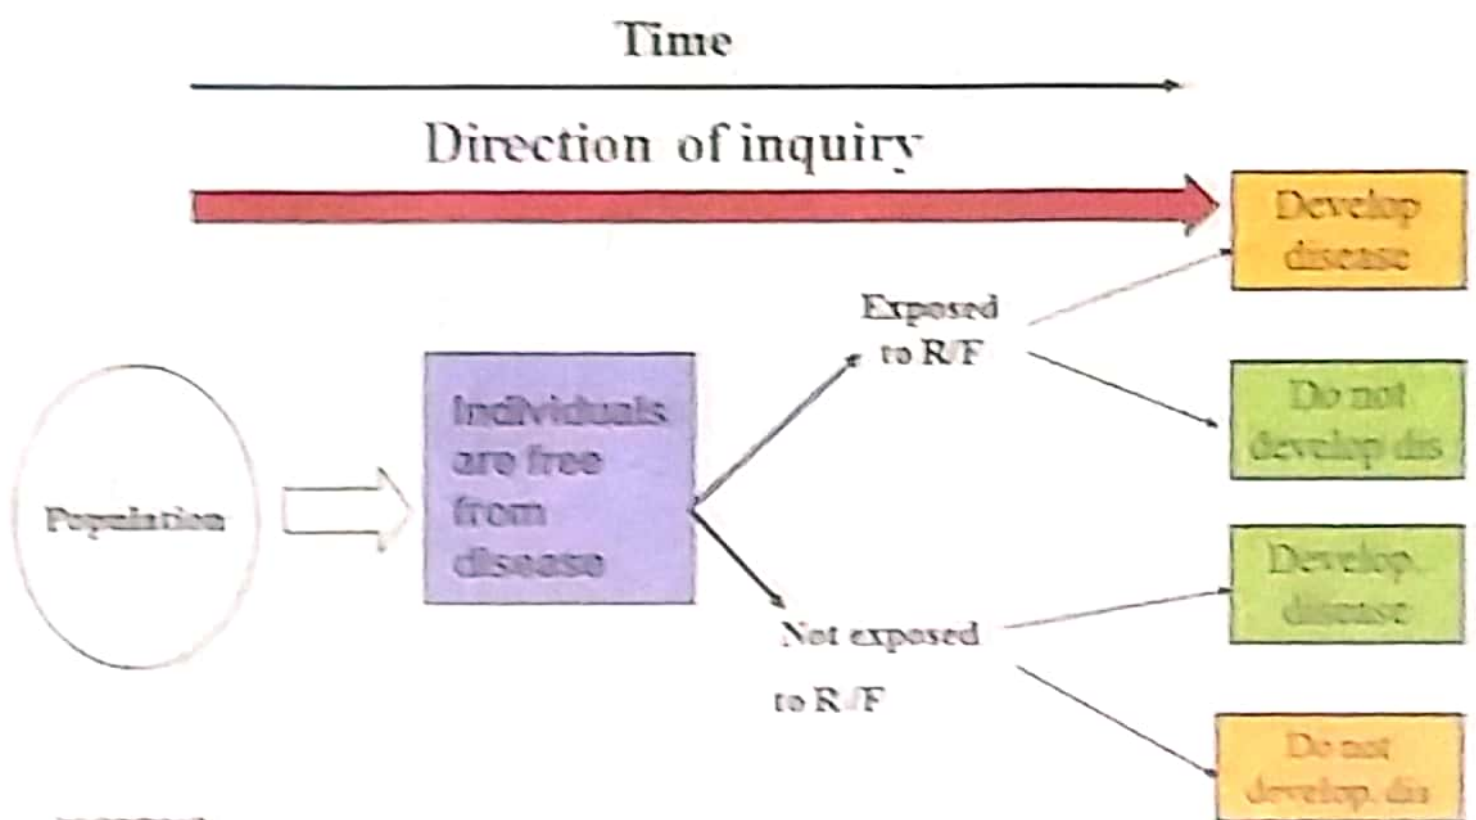 Time
Direction of inquiry
Develop
disease
Exposed
to R/F
Do not
develop dis
Individuals
are free
from
disease
Population
Develop.
disease
Not exposed
to R/F
Do not
develop. dis